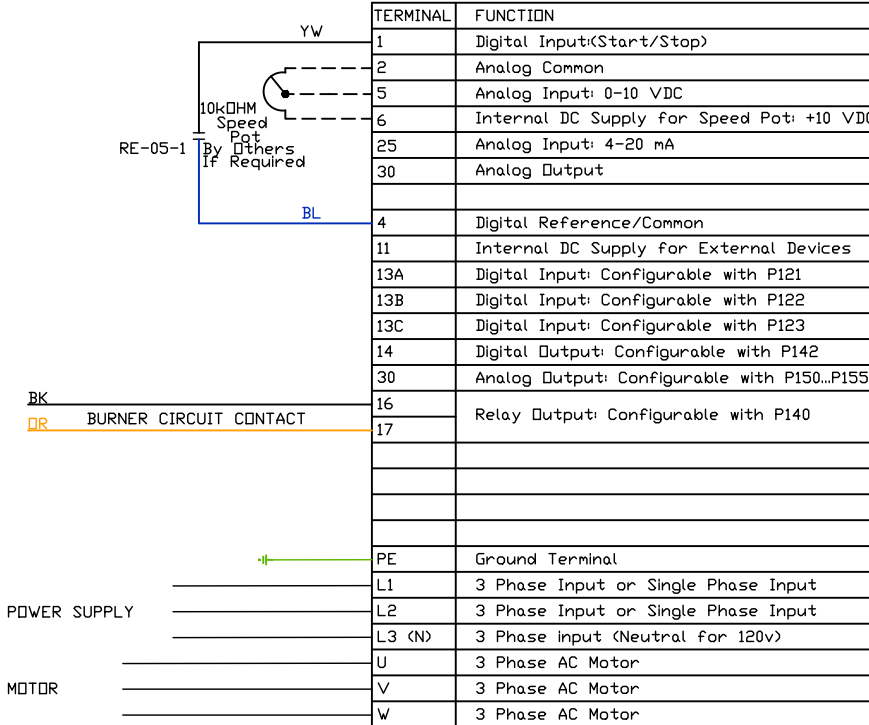 TERMINAL FUNCTION
YW
1 Digital Input:(Start/Stop)
2 Analog Common
5 Analog Input: 0-10 VDC
10kOHM
Speed
Pot
By Others
If Required
6 Internal DC Supply for Speed Pot: +10 VDC
RE-05-1
25 Analog Input: 4-20 mA
30 Analog Output
BL
4 Digital Reference/Common
11 Internal DC Supply for External Devices
13A Digital Input: Configurable with P121
13B Digital Input: Configurable with P122
13C Digital Input: Configurable with P123
14 Digital Output: Configurable with P142
30 Analog Output: Configurable with P150...P155
BK
16
Relay Output: Configurable with P140
OR BURNER CIRCUIT CONTACT
17
PE Ground Terminal
L1 3 Phase Input or Single Phase Input
POWER SUPPLY L2 3 Phase Input or Single Phase Input
L3 (N) 3 Phase input (Neutral for 120v)
U 3 Phase AC Motor
MOTOR V 3 Phase AC Motor
W 3 Phase AC Motor